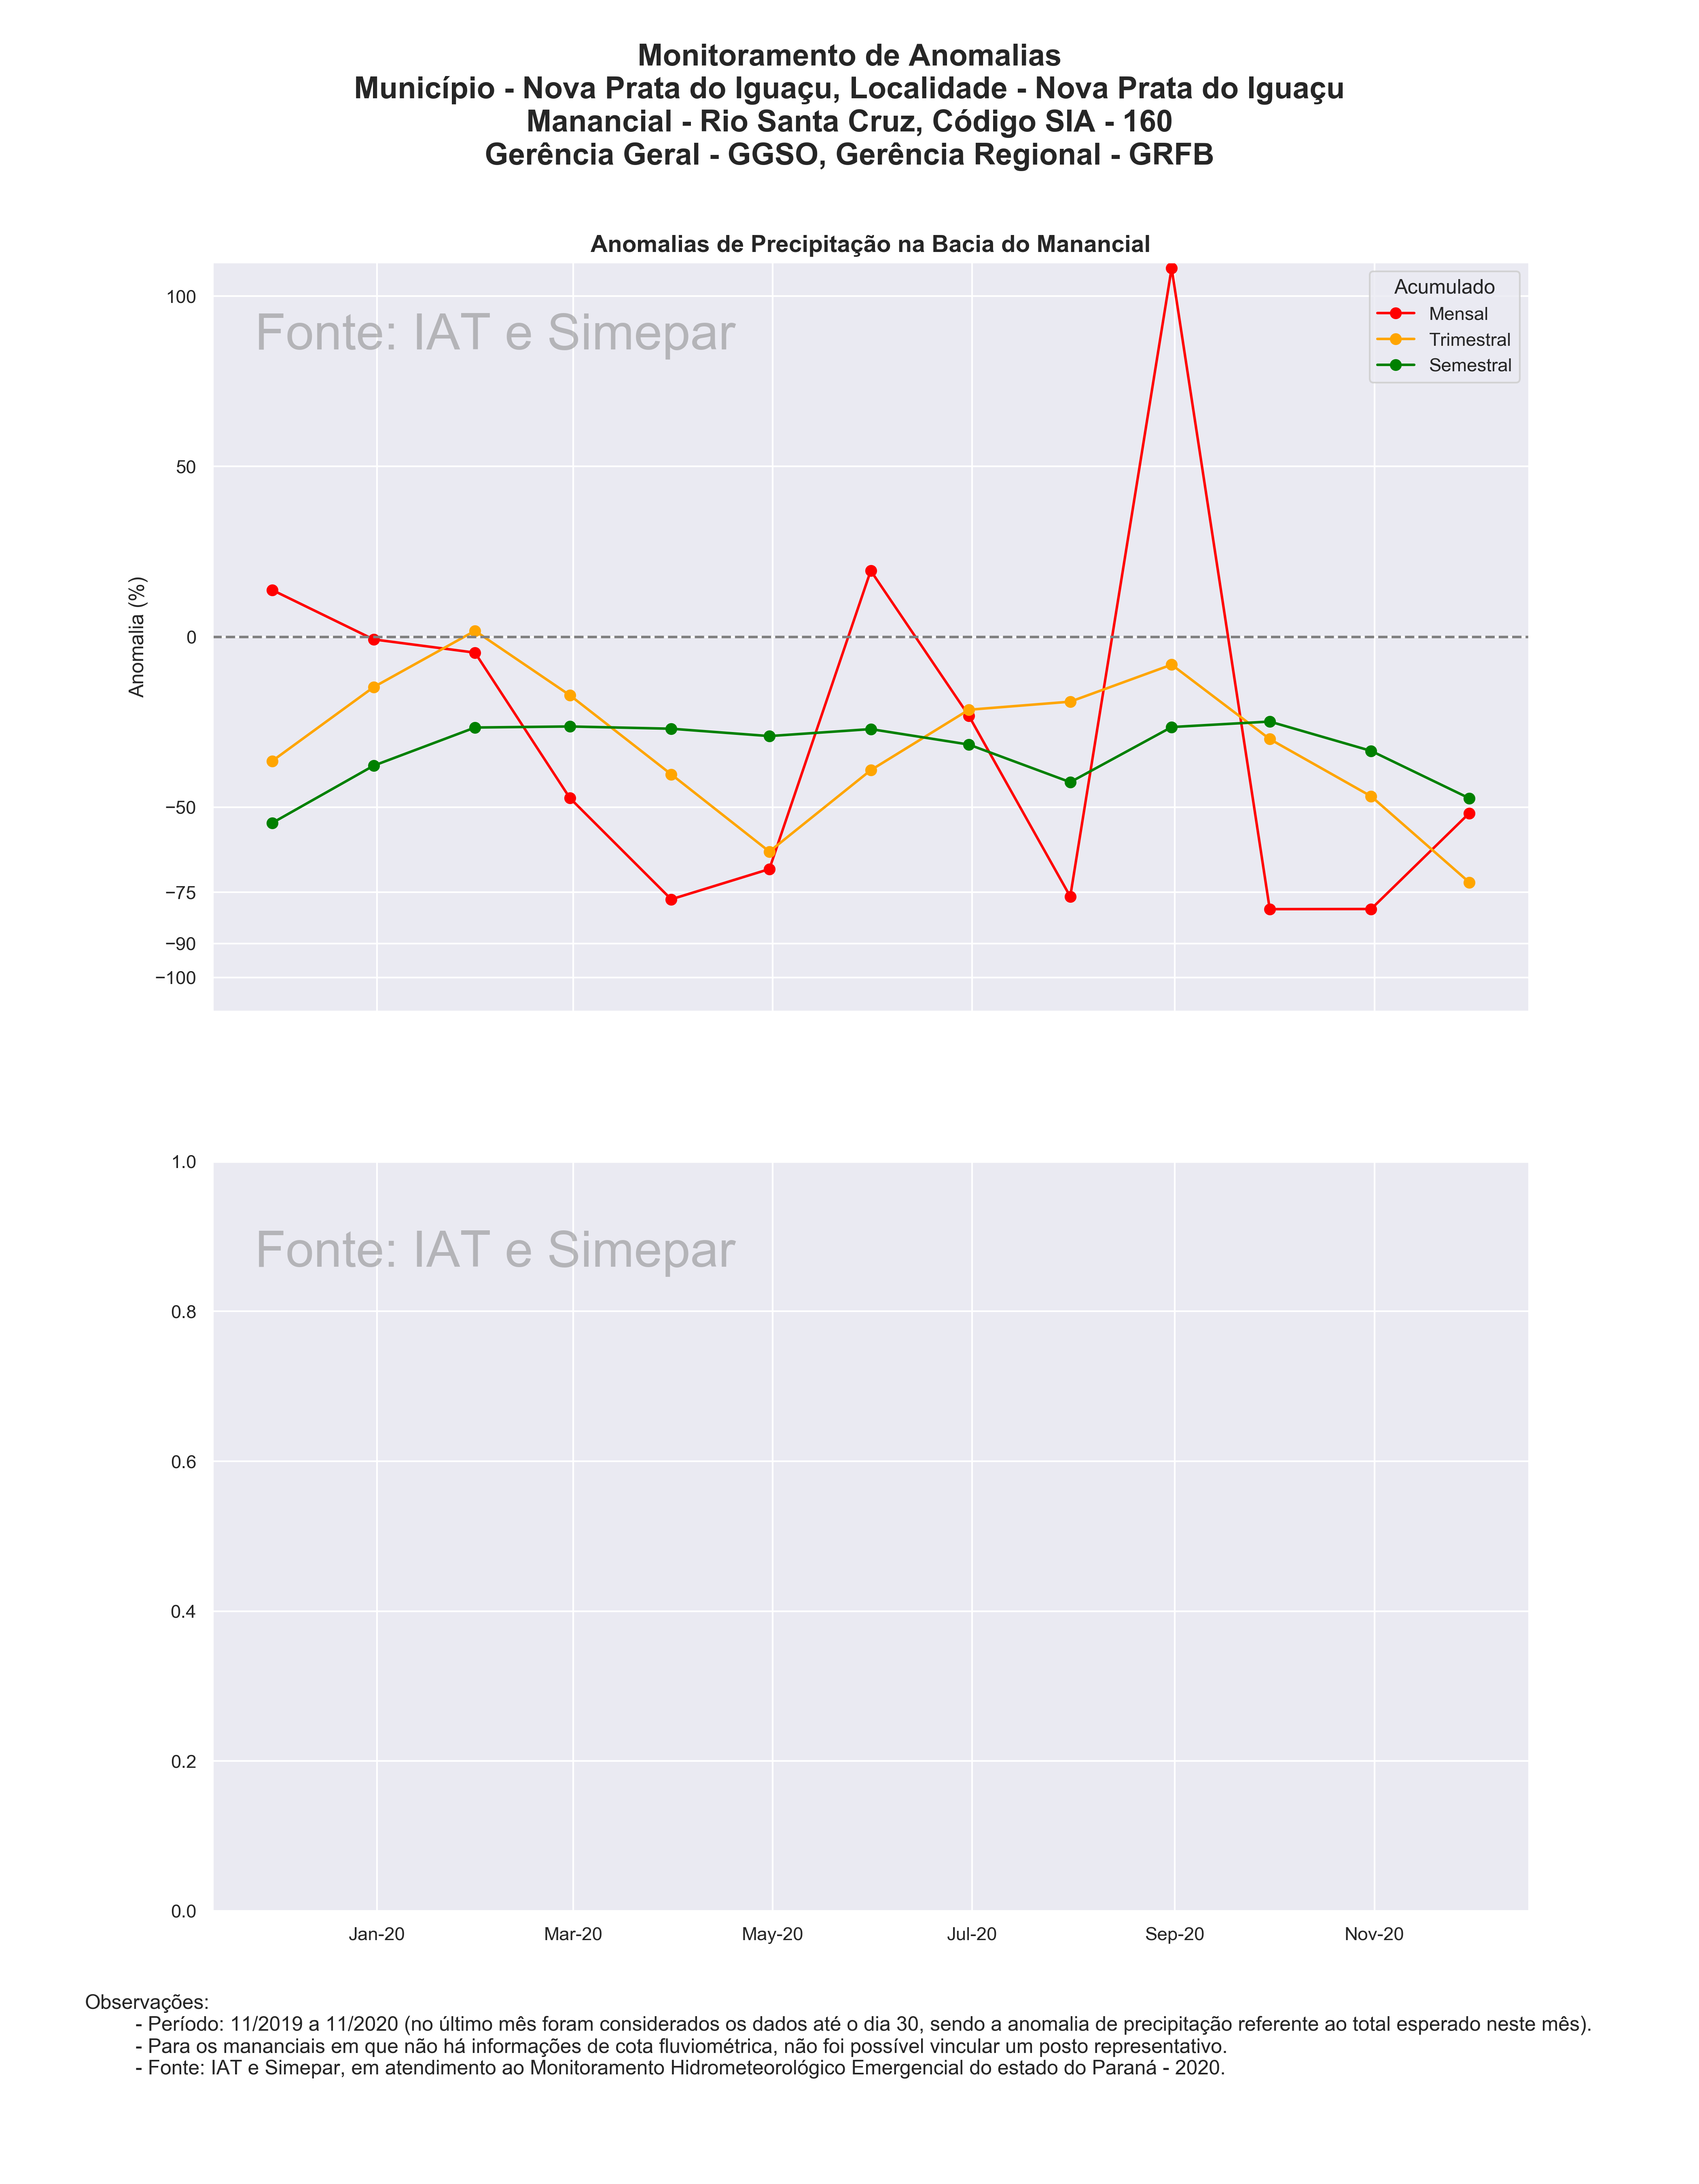 Monitoramento de Anomalias
Município - Nova Prata do Iguaçu, Localidade - Nova Prata do Iguaçu
Manancial - Rio Santa Cruz, Código SIA - 160
Gerência Geral - GGSO, Gerência Regional - GRFB
Anomalias de Precipitação na Bacia do Manancial
Fonte: IAT e Simepar
Acumulado
Mensal
Trimestral
Semestral
Anomalia (%)
100
50
0
−50
−75
−90
−100
Fonte: IAT e Simepar
1.0
0.8
0.6
0.4
0.2
0.0
Jan-20 Mar-20 May-20 Jul-20 Sep-20 Nov-20
Observações:
- Período: 11/2019 a 11/2020 (no último mês foram considerados os dados até o dia 30, sendo a anomalia de precipitação referente ao total esperado neste mês).
- Para os mananciais em que não há informações de cota fluviométrica, não foi possível vincular um posto representativo.
- Fonte: IAT e Simepar, em atendimento ao Monitoramento Hidrometeorológico Emergencial do estado do Paraná - 2020.